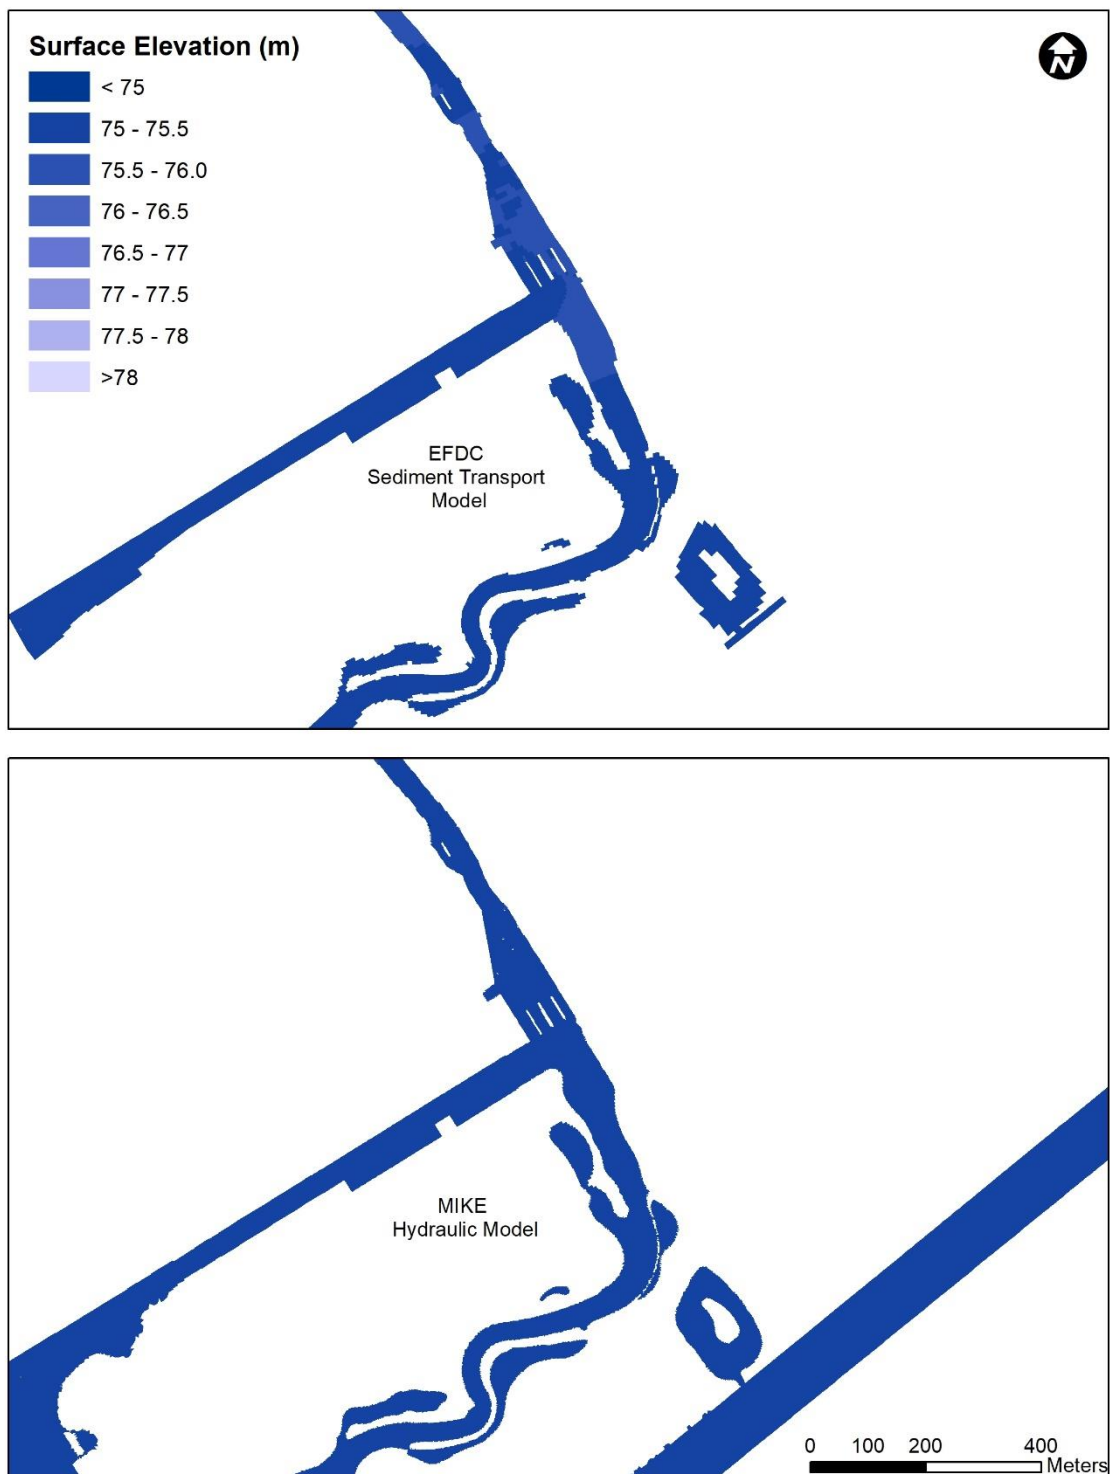 Surface Elevation (m)
< 75
75 - 75.5
75.5 - 76.0
76 - 76.5
76.5 - 77
77 - 77.5
77.5 - 78
>78
N
EFDC
Sediment Transport
Model
MIKE
Hydraulic Model
0 100 200 400
Meters